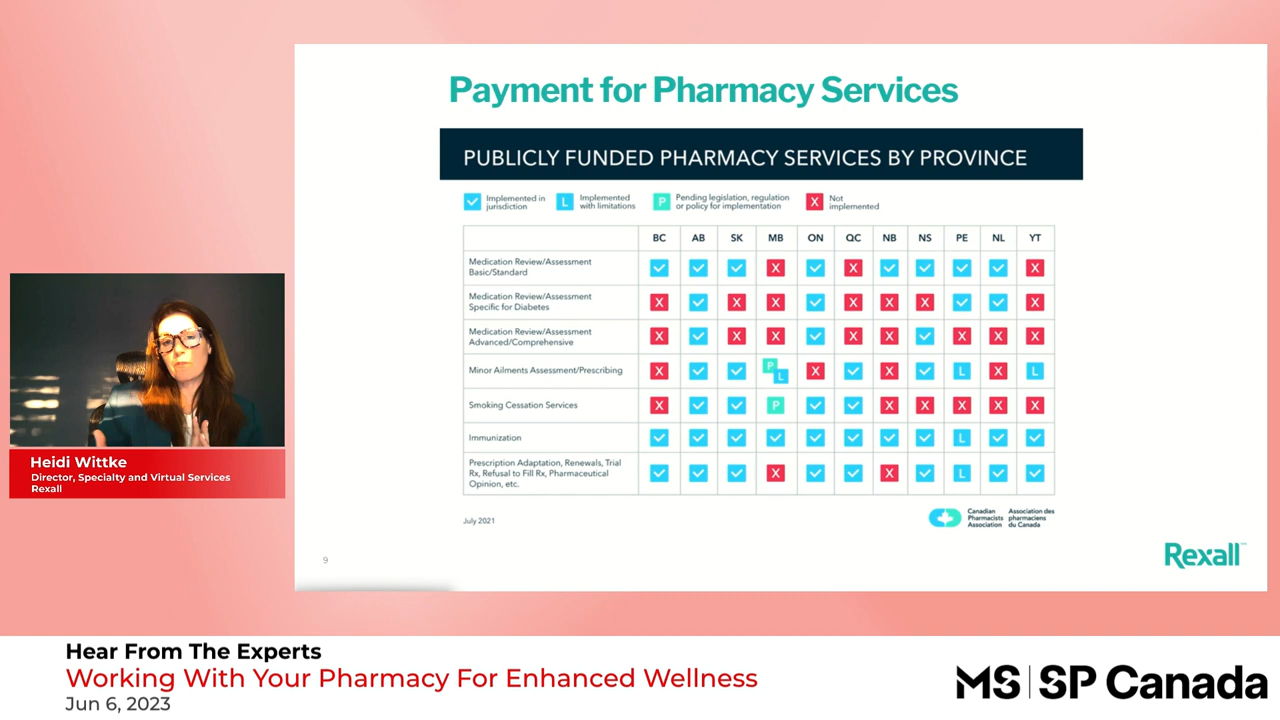 Payment for Pharmacy Services
PUBLICLY FUNDED PHARMACY SERVICES BY PROVINCE
Implemented in
jurisdiction
L
Implemented
with limitations
P
Pending legislation, regulation
or policy for implementation
X
Not
implemented
BC AB SK MB ON QC NB NS PE NL YT
Medication Review/Assessment
Basic/Standard
X X X
Medication Review/Assessment
Specific for Diabetes
X X X X X X X
Medication Review/Assessment
Advanced/Comprehensive
X X X X X X X X
Minor Ailments Assessment/Prescribing
X P L X X L X L
Smoking Cessation Services
X P X X X X X
Immunization
L
Prescription Adaptation, Renewals, Trial
Rx, Refusal to Fill Rx, Pharmaceutical
Opinion, etc.
X X L
July 2021
Canadian
Pharmacists
Association
Association des
pharmaciens
du Canada
9
Rexall
Heidi Wittke
Director, Specialty and Virtual Services
Rexall
Hear From The Experts
Working With Your Pharmacy For Enhanced Wellness
Jun 6, 2023
MS SP Canada